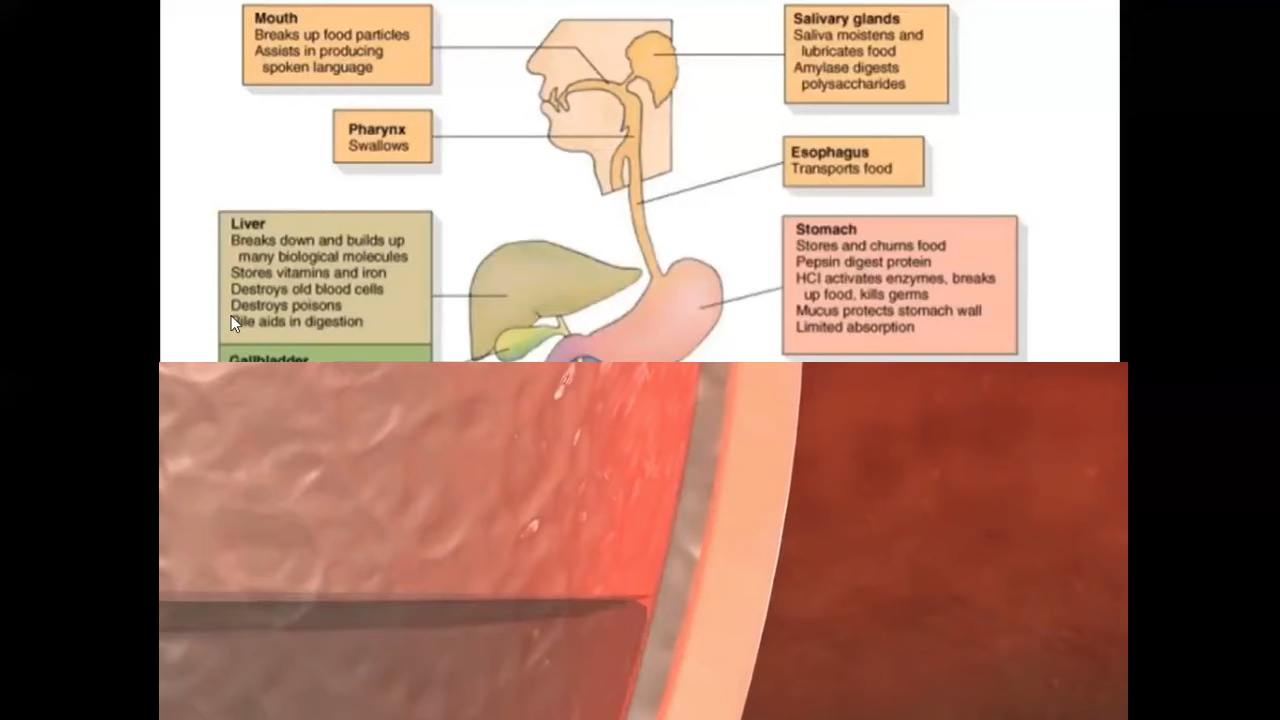 Mouth
Breaks up food particles
Assists in producing
spoken language
Salivary glands
Saliva moistens and
lubricates food
Amylase digests
polysaccharides
Pharynx
Swallows
Esophagus
Transports food
Liver
Breaks down and builds up
many biological molecules
Stores vitamins and iron
Destroys old blood cells
Destroys poisons
Bile aids in digestion
Stomach
Stores and churns food
Pepsin digest protein
HCl activates enzymes, breaks
up food, kills germs
Mucus protects stomach wall
Limited absorption
Gallbladder